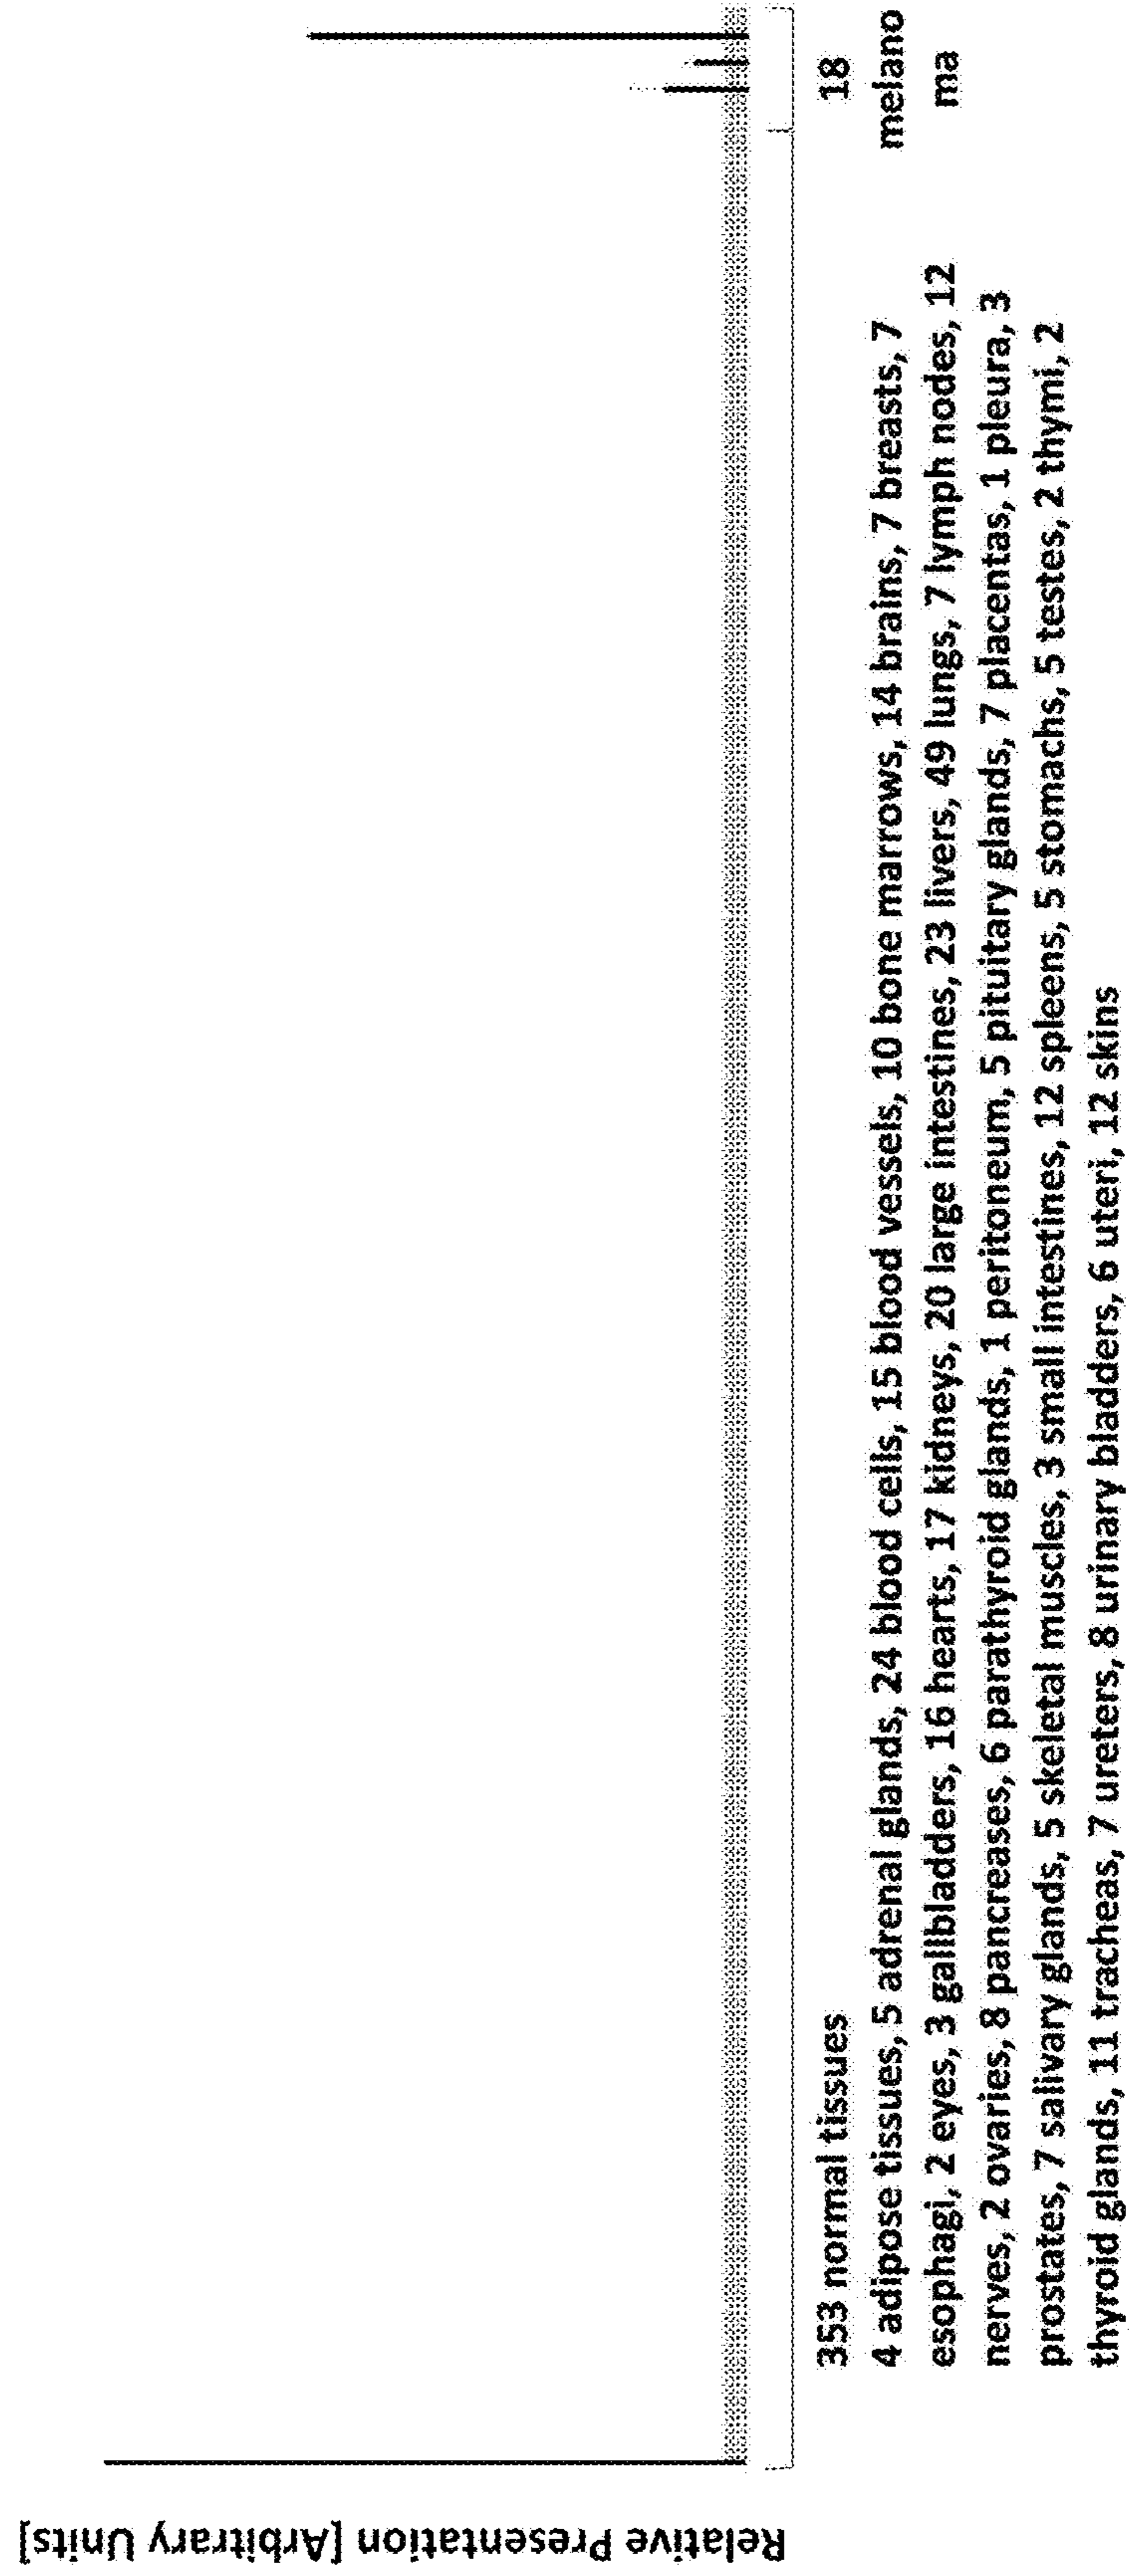 Relative Presentation [Arbitrary Units]
353 normal tissues
4 adipose tissues, 5 adrenal glands, 24 blood cells, 15 blood vessels, 10 bone marrows, 14 brains, 7 breasts, 7
esophagi, 2 eyes, 3 gallbladders, 16 hearts, 17 kidneys, 20 large intestines, 23 livers, 49 lungs, 7 lymph nodes, 12
nerves, 2 ovaries, 8 pancreases, 6 parathyroid glands, 1 peritoneum, 5 pituitary glands, 7 placentas, 1 pleura, 3
prostates, 7 salivary glands, 5 skeletal muscles, 3 small intestines, 12 spleens, 5 stomachs, 5 testes, 2 thymi, 2
thyroid glands, 11 tracheas, 7 ureters, 8 urinary bladders, 6 uteri, 12 skins
18
melano
ma